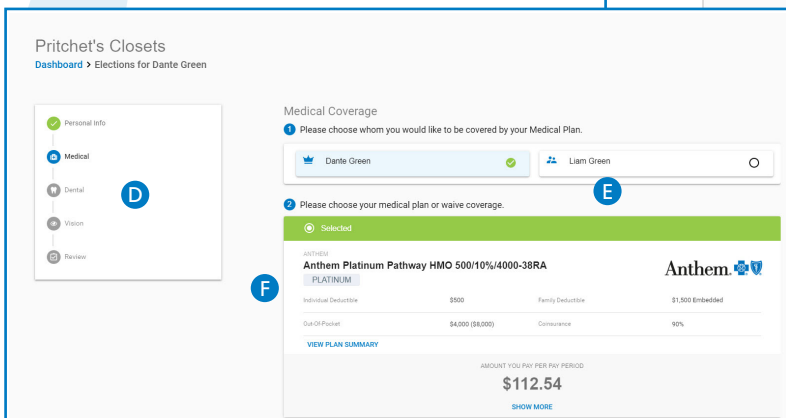 Pritchet's Closets
Dashboard > Elections for Dante Green
Personal Info
Medical
Dental
Vision
Review
D
Medical Coverage
1 Please choose whom you would like to be covered by your Medical Plan.
Dante Green
Liam Green
E
2 Please choose your medical plan or waive coverage.
Selected
ANTHEM
Anthem Platinum Pathway HMO 500/10%/4000-38RA
PLATINUM
Anthem.
F
Individual Deductible $500 Family Deductible $1,500 Embedded
Out-Of-Pocket $4,000 ($8,000) Coinsurance 90%
VIEW PLAN SUMMARY
AMOUNT YOU PAY PER PAY PERIOD
$112.54
SHOW MORE